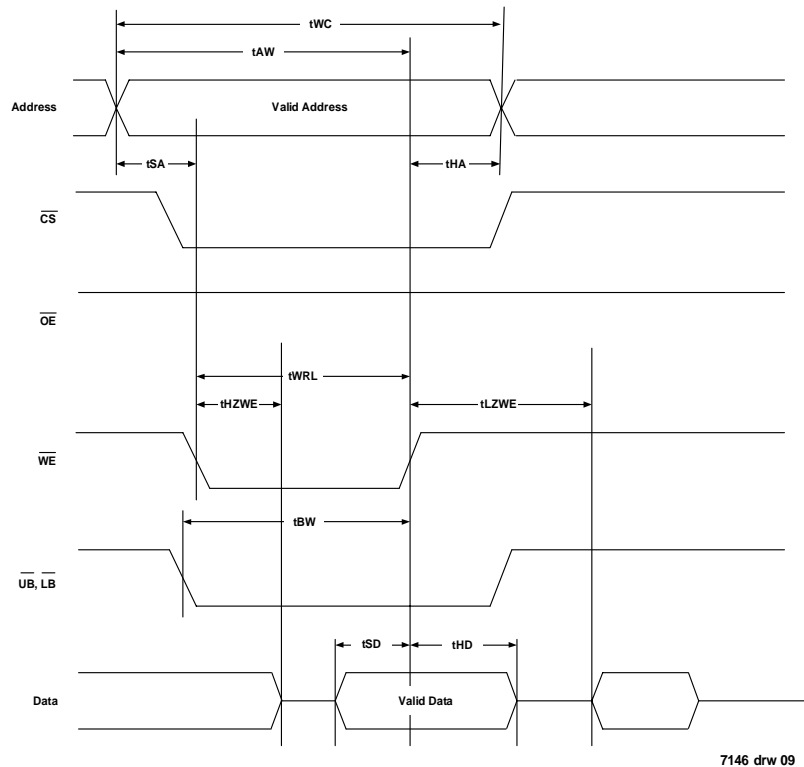 tWC
tAW
Address
Valid Address
tSA
tHA
CS
OE
tWRL
tHZWE
tLZWE
WE
tBW
UB, LB
tSD
tHD
Data
Valid Data
7146 drw 09